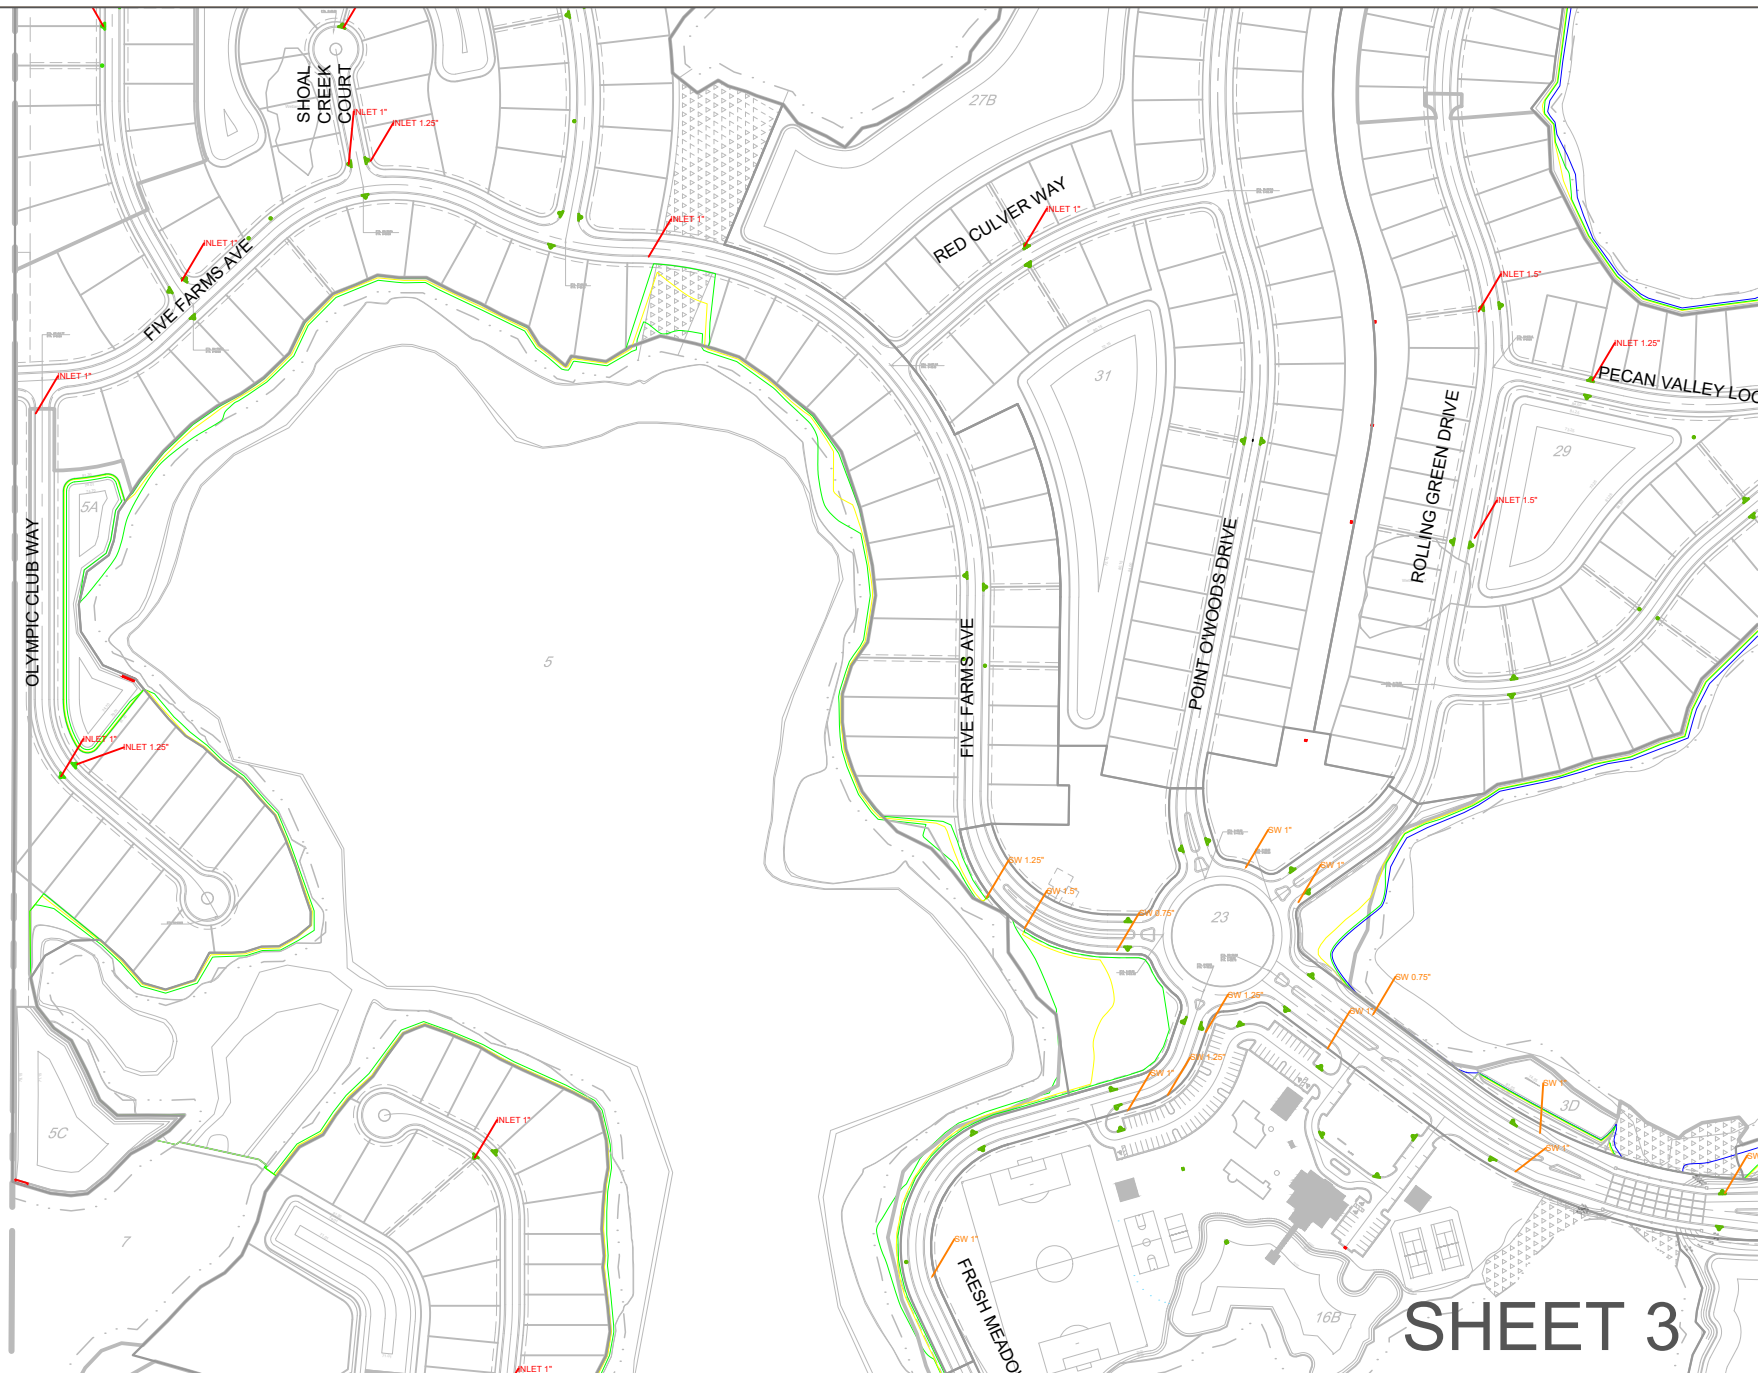 SHOAL
CREEK
COURT
INLET 1"
INLET 1.25"
27B
RED CULVER WAY
INLET 1"
INLET 1"
INLET 1"
FIVE FARMS AVE
INLET 1.5"
INLET 1.25"
PECAN VALLEY LOO
INLET 1"
31
ROLLING GREEN DRIVE
29
5A
INLET 1.5"
OLYMPIC CLUB WAY
POINT O'WOODS DRIVE
5
FIVE FARMS AVE
INLET 1"
INLET 1.25"
SW 1"
SW 1.25"
SW 1"
SW 1.5"
SW 0.75"
23
SW 0.75"
SW 1.25"
SW 1"
SW 1.25"
SW 1"
SW 1"
3D
INLET 1"
5C
SW 1"
SW
7
SW 1"
FRESH MEADO
16B
SHEET 3
INLET 1"